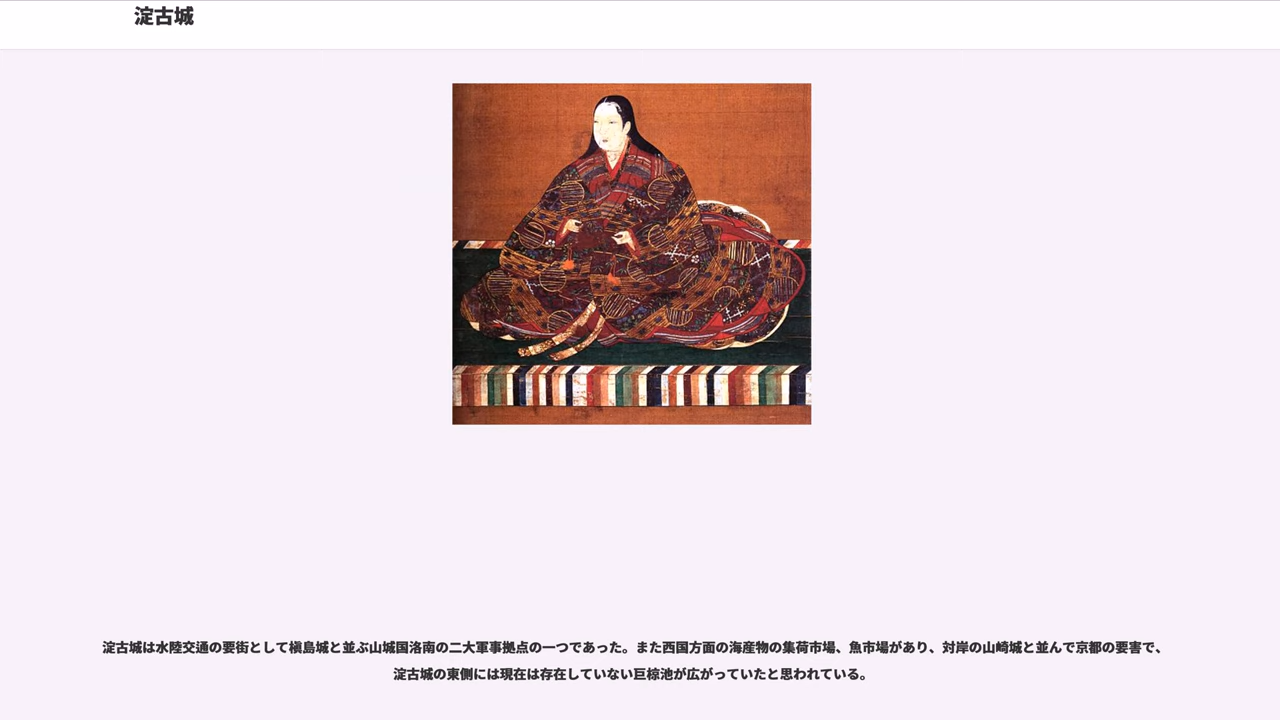 淀古城
淀古城は水陸交通の要街として槇島城と並ぶ山城国洛南の二大軍事拠点の一つであった。また西国方面の海産物の集荷市場、魚市場があり、対岸の山崎城と並んで京都の要害で、
淀古城の東側には現在は存在していない巨椋池が広がっていたと思われている。